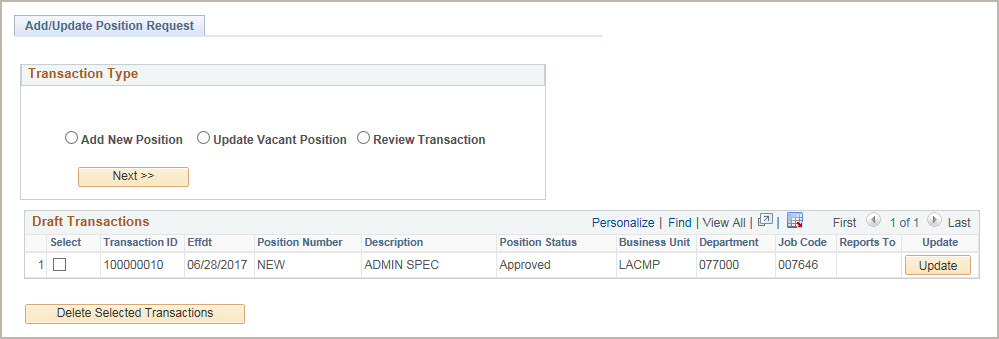 Add/Update Position Request
Transaction Type
Add New Position Update Vacant Position Review Transaction
Next >>
Draft Transactions Personalize | Find | View All | | First 1 of 1 Last
Select Transaction ID Effdt Position Number Description Position Status Business Unit Department Job Code Reports To Update
1 100000010 06/28/2017 NEW ADMIN SPEC Approved LACMP 077000 007646 Update
Delete Selected Transactions